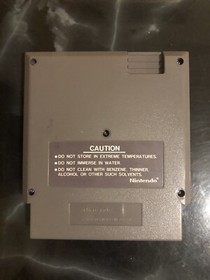 CAUTION
●DO NOT STORE IN EXTREME TEMPERATURES.
●DO NOT IMMERSE IN WATER.
●DO NOT CLEAN WITH BENZENE, THINNER,
ALCOHOL OR OTHER SUCH SOLVENTS.
Nintendo